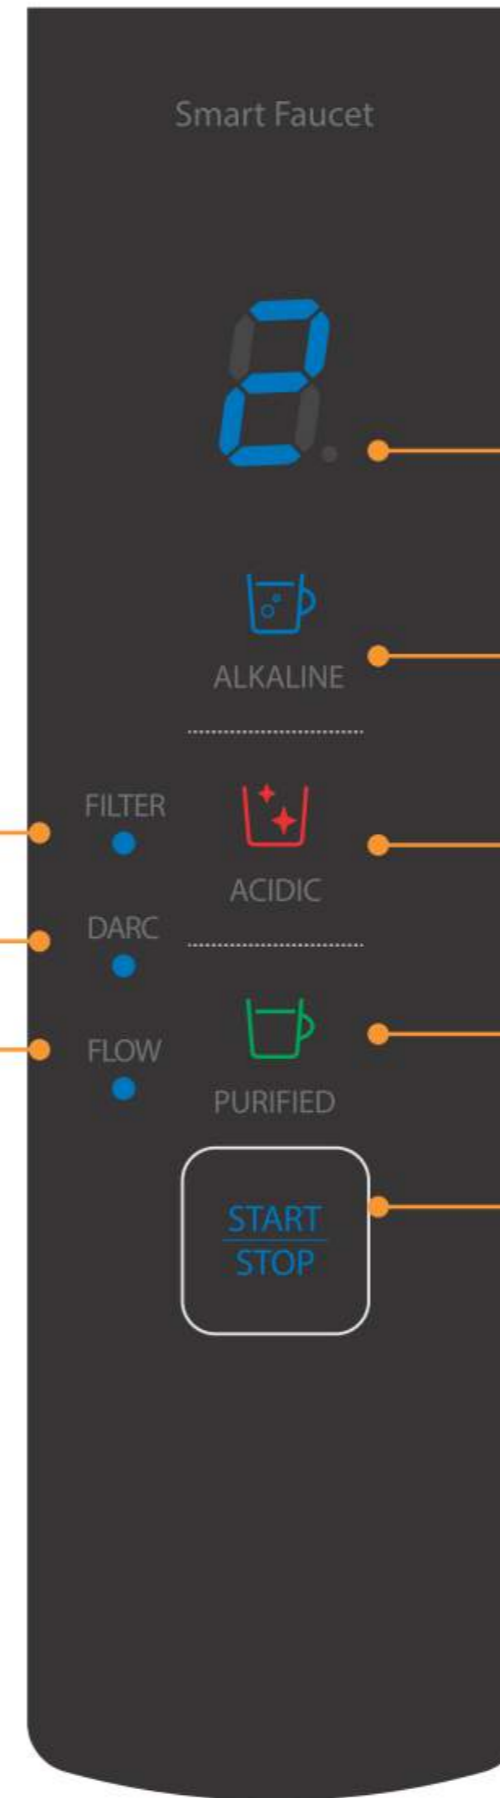 Smart Faucet
2
ALKALINE
FILTER
ACIDIC
DARC
FLOW
PURIFIED
START
STOP